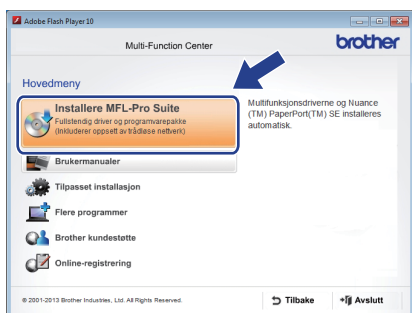 Adobe Flash Player 10
Multi-Function Center
brother
Hovedmeny
Installere MFL-Pro Suite
Fullstendig driver og programvarepakke
(Inkluderer oppsett av trådløse nettverk)
Multifunksjonsdriverne og Nuance
(TM) PaperPort(TM) SE installeres
automatisk.
Brukermanualer
Tilpasset installasjon
Flere programmer
Brother kundestøtte
Online-registrering
© 2001-2013 Brother Industries, Ltd. All Rights Reserved.
Tilbake
Avslutt